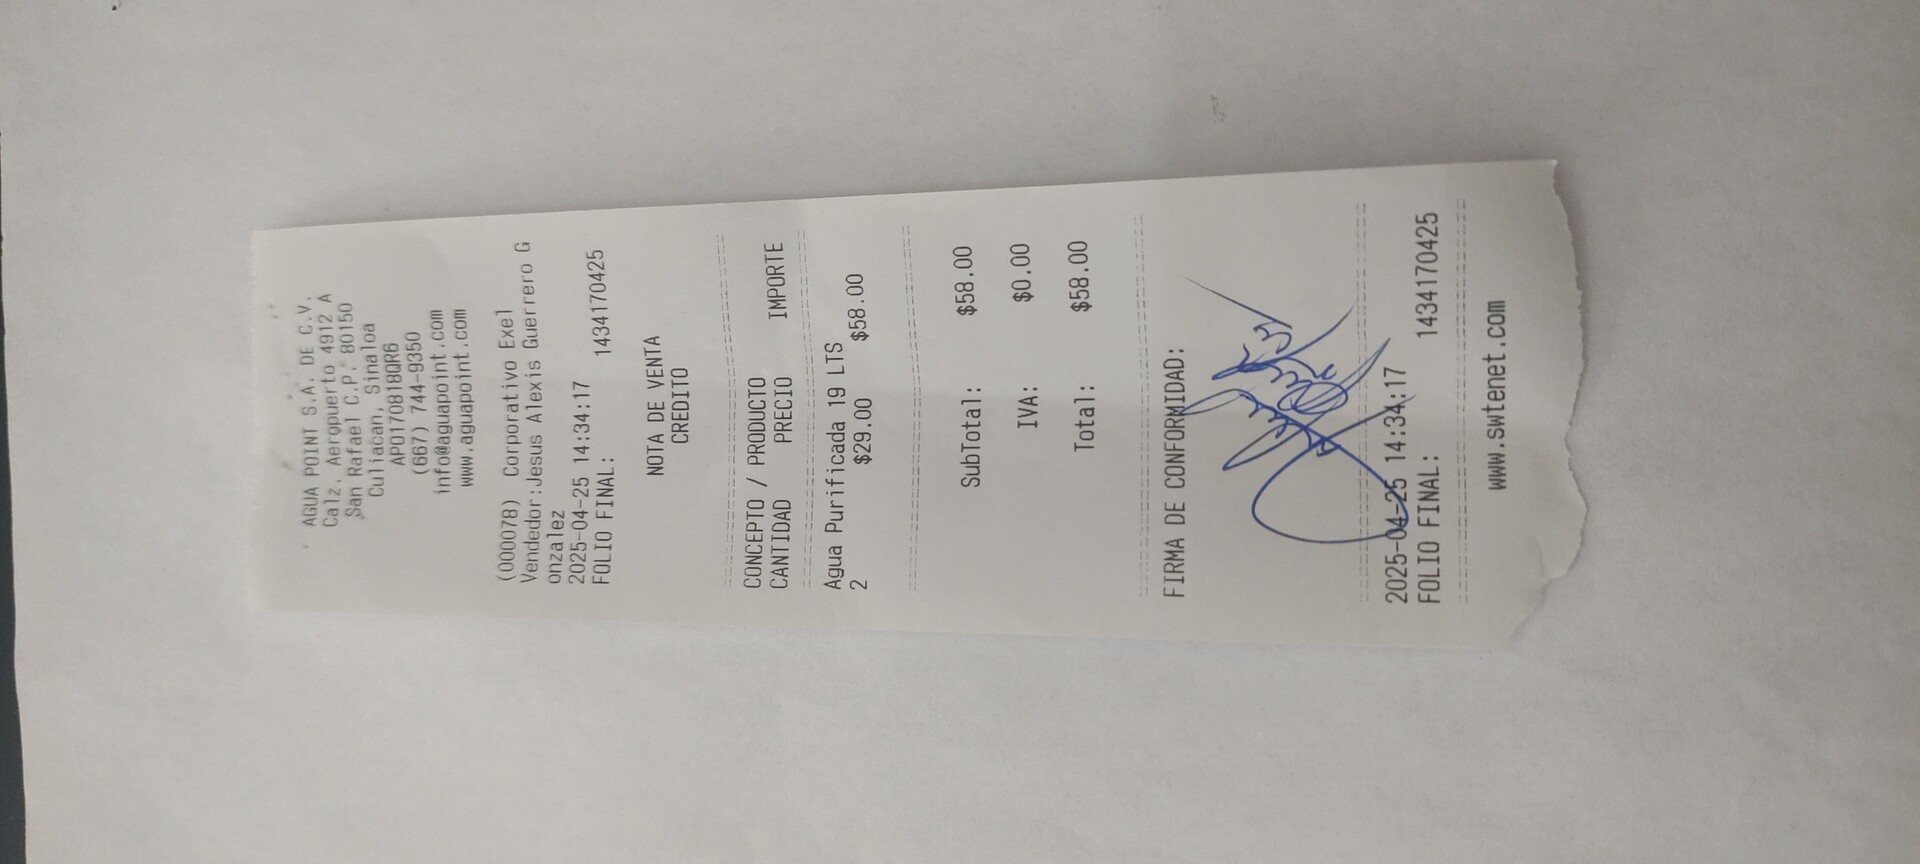 AGUA POINT S.A. DE C.V.
Calz. Aeropuerto 4912 A
San Rafael C.P. 80150
Culiacan, Sinaloa
APO170818QR6
(667) 744-9350
info@aguapoint.com
www.aguapoint.com
(000078) Corporativo Exel
Vendedor:Jesus Alexis Guerrero G
onzalez
2025-04-25 14:34:17
FOLIO FINAL: 1434170425
NOTA DE VENTA
CREDITO
CONCEPTO / PRODUCTO
CANTIDAD PRECIO IMPORTE
Agua Purificada 19 LTS
2 $29.00 $58.00
SubTotal: $58.00
IVA: $0.00
Total: $58.00
FIRMA DE CONFORMIDAD:
2025-04-25 14:34:17
FOLIO FINAL: 1434170425
www.swtenet.com